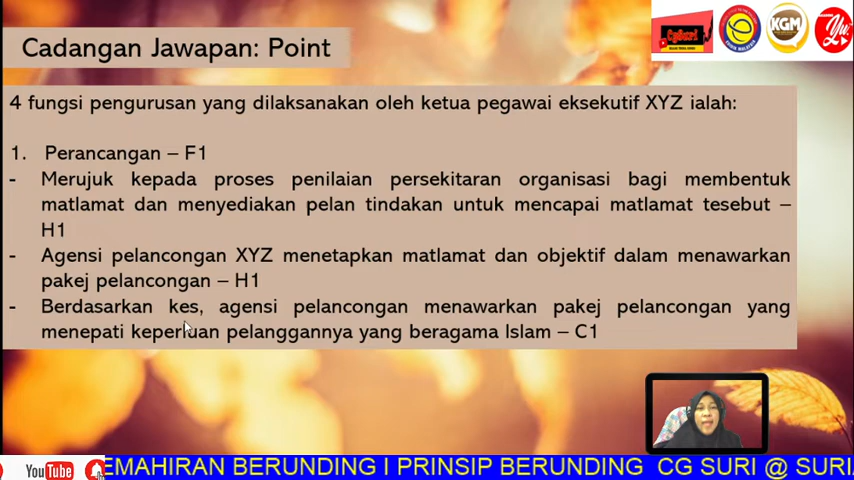 Cadangan Jawapan: Point
CgSuri
KGM
Yu
4 fungsi pengurusan yang dilaksanakan oleh ketua pegawai eksekutif XYZ ialah:
1. Perancangan – F1
- Merujuk kepada proses penilaian persekitaran organisasi bagi membentuk
matlamat dan menyediakan pelan tindakan untuk mencapai matlamat tesebut –
H1
- Agensi pelancongan XYZ menetapkan matlamat dan objektif dalam menawarkan
pakej pelancongan – H1
- Berdasarkan kes, agensi pelancongan menawarkan pakej pelancongan yang
menepati keperluan pelanggannya yang beragama Islam – C1
YouTube
EMAHIRAN BERUNDING I PRINSIP BERUNDING CG SURI @ SURIA